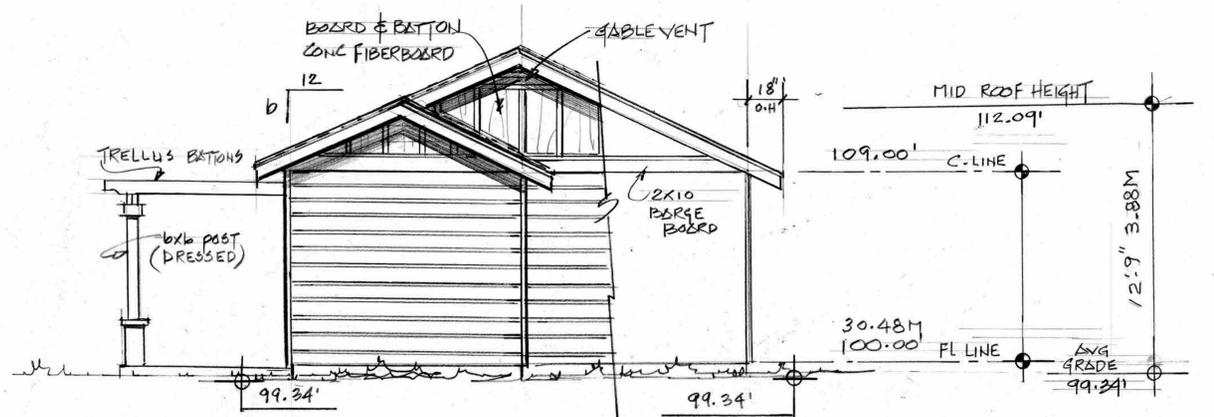 BOARD & BATTON
CONC FIBERBOARD
GABLE VENT
12
6
18"
O.H
MID ROOF HEIGHT
112.09'
TRELLUS BATTONS
109.00'
C-LINE
2x10
BARGE
BOARD
6x6 POST
(DRESSED)
12'-9" 3.88M
30.48M
100.00'
FL LINE
AVG
GRADE
99.34'
99.34'
99.34'